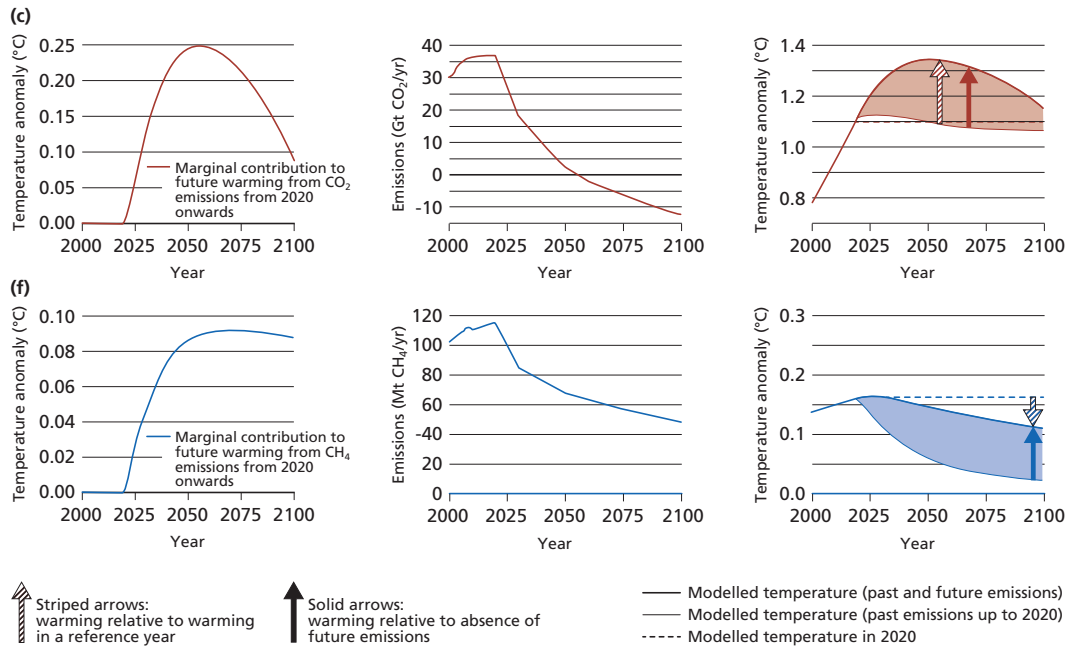 (c)
Temperature anomaly (°C)
0.25
0.20
0.15
0.10
0.05
0.00
Marginal contribution to
future warming from CO₂
emissions from 2020
onwards
2000 2025 2050 2075 2100
Year
Emissions (Gt CO₂/yr)
40
30
20
10
0
-10
2000 2025 2050 2075 2100
Year
Temperature anomaly (°C)
1.4
1.2
1.0
0.8
2000 2025 2050 2075 2100
Year
(f)
Temperature anomaly (°C)
0.10
0.08
0.06
0.04
0.02
0.00
Marginal contribution to
future warming from CH₄
emissions from 2020
onwards
2000 2025 2050 2075 2100
Year
Emissions (Mt CH₄/yr)
120
100
80
60
-40
20
0
2000 2025 2050 2075 2100
Year
Temperature anomaly (°C)
0.3
0.2
0.1
0.0
2000 2025 2050 2075 2100
Year
Striped arrows:
warming relative to warming
in a reference year
Solid arrows:
warming relative to absence of
future emissions
Modelled temperature (past and future emissions)
Modelled temperature (past emissions up to 2020)
Modelled temperature in 2020